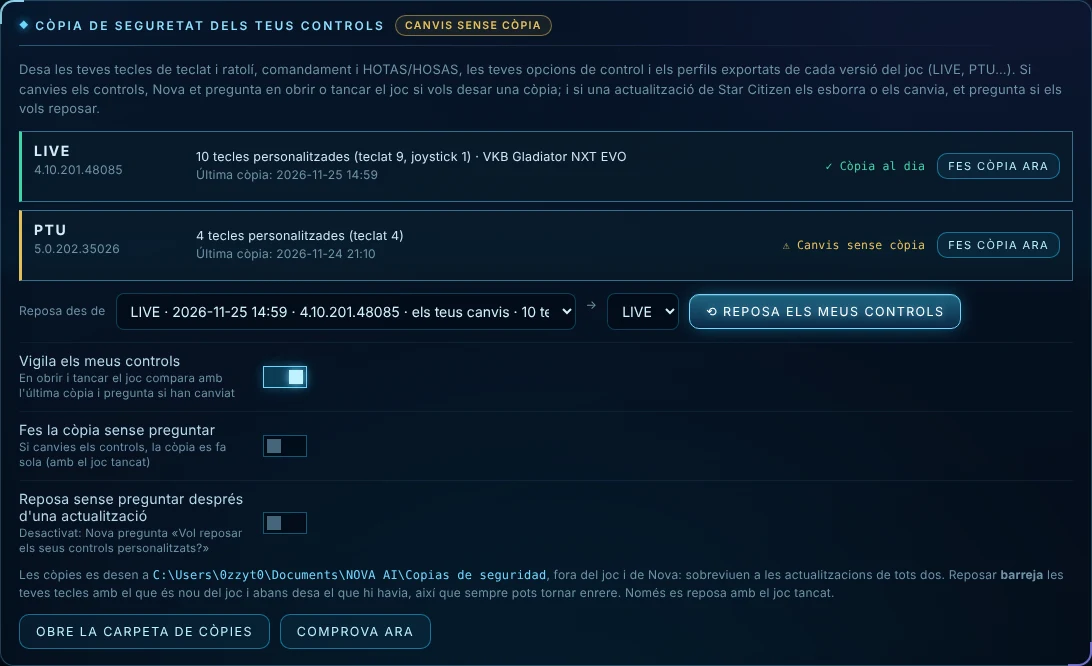 CÒPIA DE SEGURETAT DELS TEUS CONTROLS CANVIS SENSE CÒPIA
Desa les teves tecles de teclat i ratolí, comandament i HOTAS/HOSAS, les teves opcions de control i els perfils exportats de cada versió del joc (LIVE, PTU...). Si
canvies els controls, Nova et pregunta en obrir o tancar el joc si vols desar una còpia; i si una actualització de Star Citizen els esborra o els canvia, et pregunta si els
vols reposar.
LIVE
4.10.201.48085
10 tecles personalitzades (teclat 9, joystick 1) · VKB Gladiator NXT EVO
Última còpia: 2026-11-25 14:59
✓ Còpia al dia
FES CÒPIA ARA
PTU
5.0.202.35026
4 tecles personalitzades (teclat 4)
Última còpia: 2026-11-24 21:10
⚠ Canvis sense còpia
FES CÒPIA ARA
Reposa des de LIVE · 2026-11-25 14:59 · 4.10.201.48085 · els teus canvis · 10 te → LIVE ⟲ REPOSA ELS MEUS CONTROLS
Vigila els meus controls
En obrir i tancar el joc compara amb
l'última còpia i pregunta si han canviat
Fes la còpia sense preguntar
Si canvies els controls, la còpia es fa
sola (amb el joc tancat)
Reposa sense preguntar després
d'una actualització
Desactivat: Nova pregunta «Vol reposar
els seus controls personalitzats?»
Les còpies es desen a C:\Users\0zzyt0\Documents\NOVA AI\Copias de seguridad, fora del joc i de Nova: sobreviuen a les actualitzacions de tots dos. Reposar barreja les
teves tecles amb el que és nou del joc i abans desa el que hi havia, així que sempre pots tornar enrere. Només es reposa amb el joc tancat.
OBRE LA CARPETA DE CÒPIES COMPROVA ARA